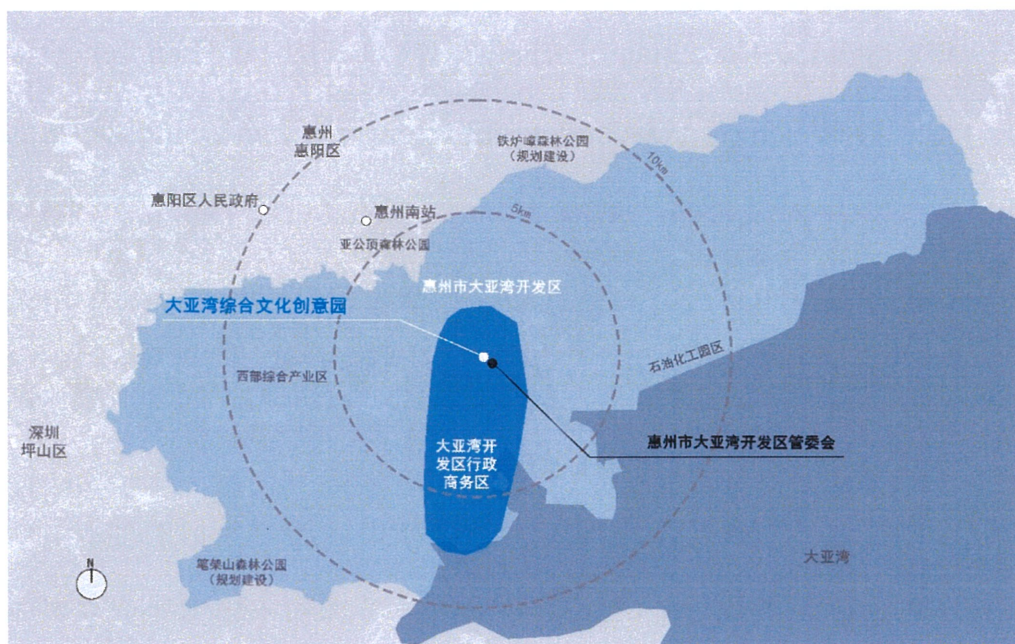 惠州
惠阳区
铁炉嶂森林公园
(规划建设)
10km
惠阳区人民政府
惠州南站
5km
亚公顶森林公园
惠州市大亚湾开发区
大亚湾综合文化创意园
石油化工园区
西部综合产业区
深圳
坪山区
大亚湾开
发区行政
商务区
惠州市大亚湾开发区管委会
笔架山森林公园
(规划建设)
大亚湾
N